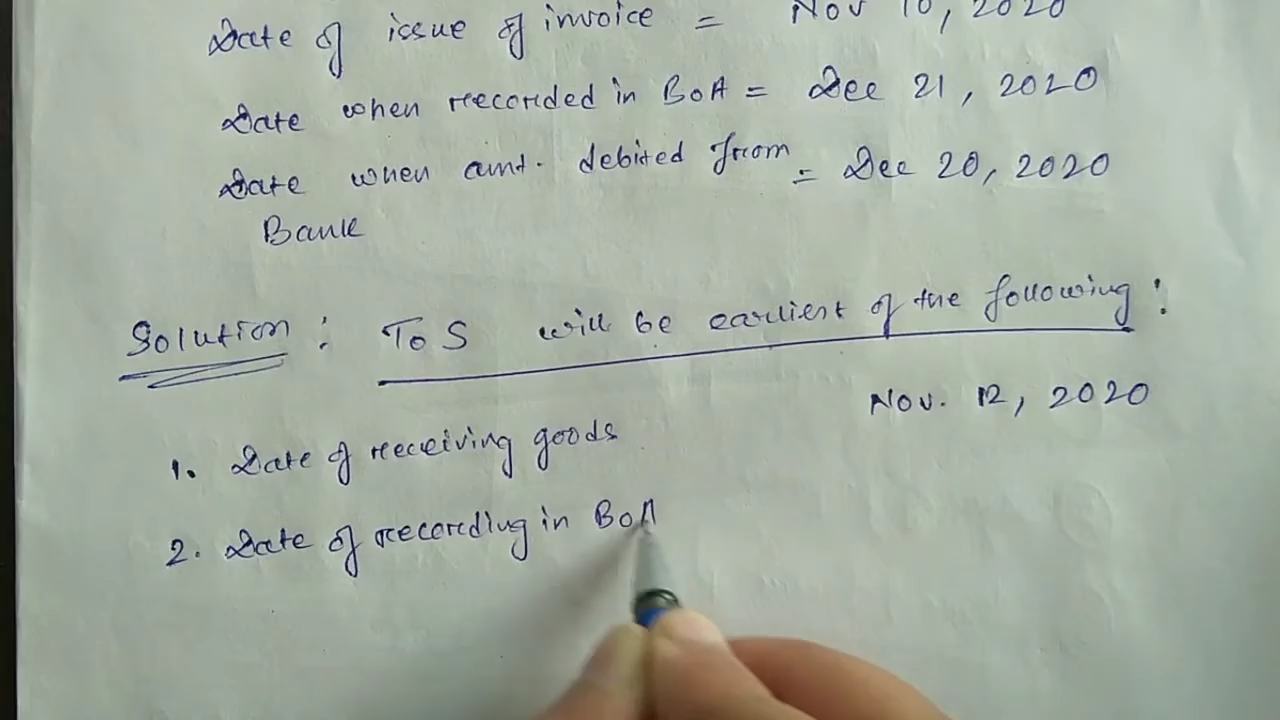 Date of issue of invoice = Nov 10, 2020
Date when recorded in BOA = Dec 21, 2020
Date when amt. debited from = Dec 20, 2020
Bank
Solution : ToS will be earliest of the following :
Nov. 12, 2020
1. Date of receiving goods
2. Date of recording in BOA